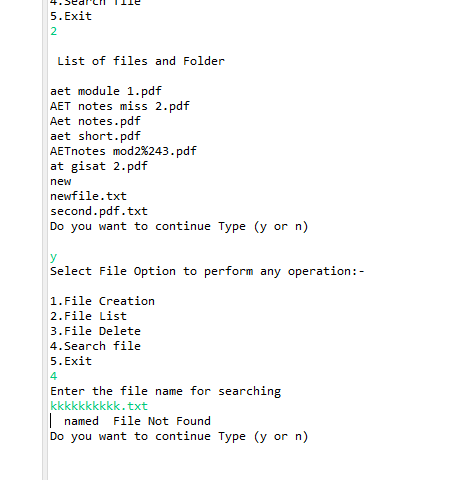 4.Search file
5.Exit
2
List of files and Folder
aet module 1.pdf
AET notes miss 2.pdf
Aet notes.pdf
aet short.pdf
AETnotes mod2%243.pdf
at gisat 2.pdf
new
newfile.txt
second.pdf.txt
Do you want to continue Type (y or n)
y
Select File Option to perform any operation:-
1.File Creation
2.File List
3.File Delete
4.Search file
5.Exit
4
Enter the file name for searching
kkkkkkkkkk.txt
named  File Not Found
Do you want to continue Type (y or n)